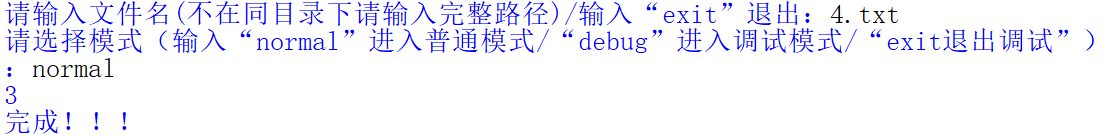 请输入文件名(不在同目录下请输入完整路径)/输入“exit”退出：4.txt
请选择模式（输入“normal”进入普通模式/“debug”进入调试模式/“exit退出调试”）
：normal
3
完成！！！